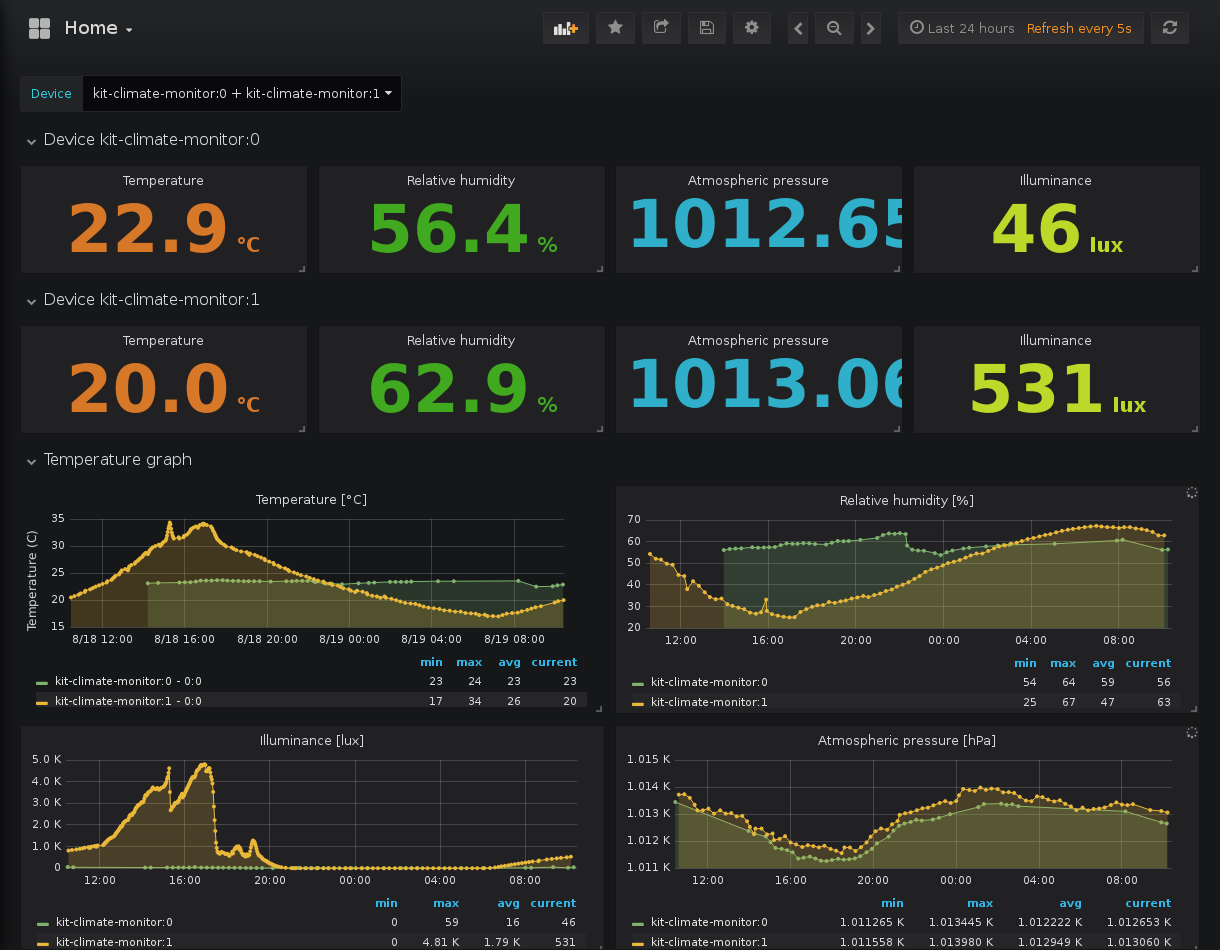 Home
Last 24 hours Refresh every 5s
Device kit-climate-monitor:0 + kit-climate-monitor:1
Device kit-climate-monitor:0
Temperature Relative humidity Atmospheric pressure Illuminance
22.9 °C 56.4 % 1012.65 46 lux
Device kit-climate-monitor:1
Temperature Relative humidity Atmospheric pressure Illuminance
20.0 °C 62.9 % 1013.06 531 lux
Temperature graph
Temperature [°C]
Temperature (C)
35
30
25
20
15
8/18 12:00 8/18 16:00 8/18 20:00 8/19 00:00 8/19 04:00 8/19 08:00
min max avg current
kit-climate-monitor:0 - 0:0 23 24 23 23
kit-climate-monitor:1 - 0:0 17 34 26 20
Relative humidity [%]
70
60
50
40
30
20
12:00 16:00 20:00 00:00 04:00 08:00
min max avg current
kit-climate-monitor:0 54 64 59 56
kit-climate-monitor:1 25 67 47 63
Illuminance [lux]
5.0 K
4.0 K
3.0 K
2.0 K
1.0 K
0
12:00 16:00 20:00 00:00 04:00 08:00
min max avg current
kit-climate-monitor:0 0 59 16 46
kit-climate-monitor:1 0 4.81 K 1.79 K 531
Atmospheric pressure [hPa]
1.015 K
1.014 K
1.013 K
1.012 K
1.011 K
12:00 16:00 20:00 00:00 04:00 08:00
min max avg current
kit-climate-monitor:0 1.011265 K 1.013445 K 1.012222 K 1.012653 K
kit-climate-monitor:1 1.011558 K 1.013980 K 1.012949 K 1.013060 K